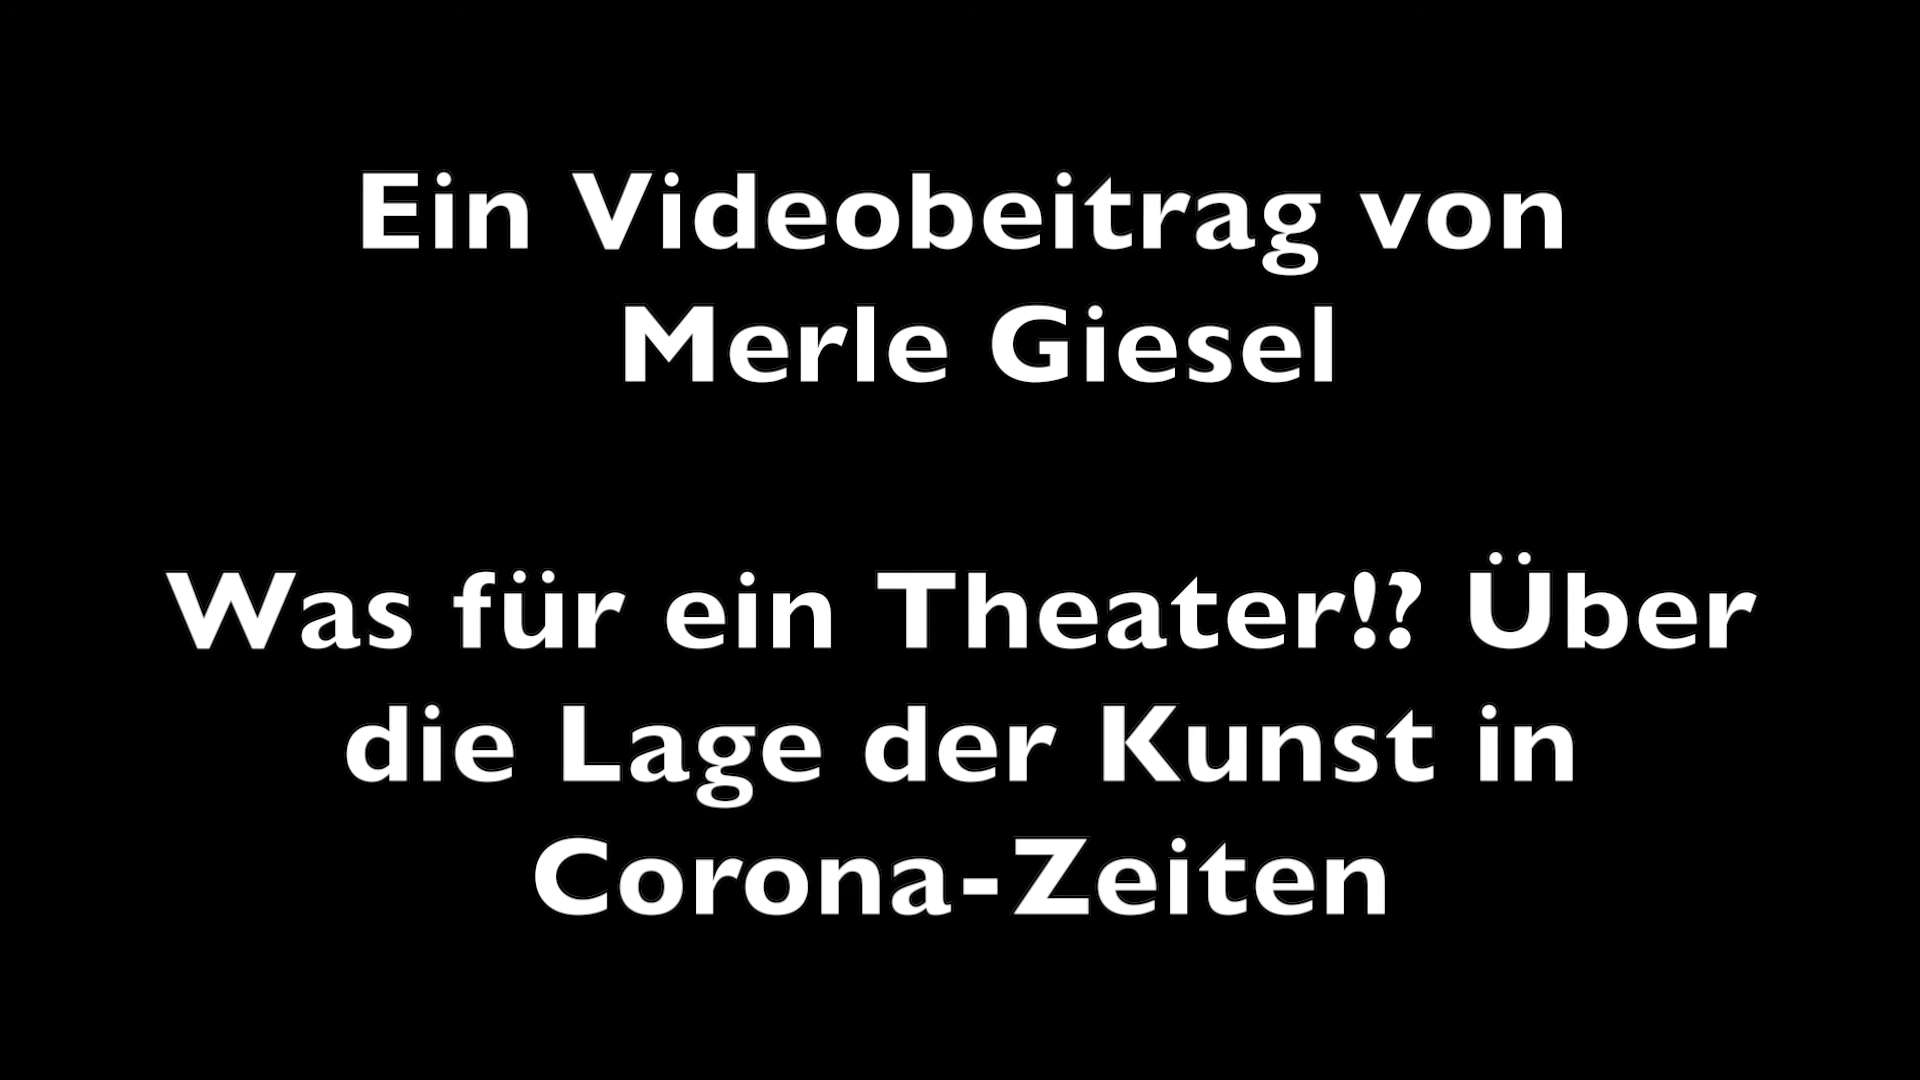 Ein Videobeitrag von
Merle Giesel
Was für ein Theater!? Über
die Lage der Kunst in
Corona-Zeiten